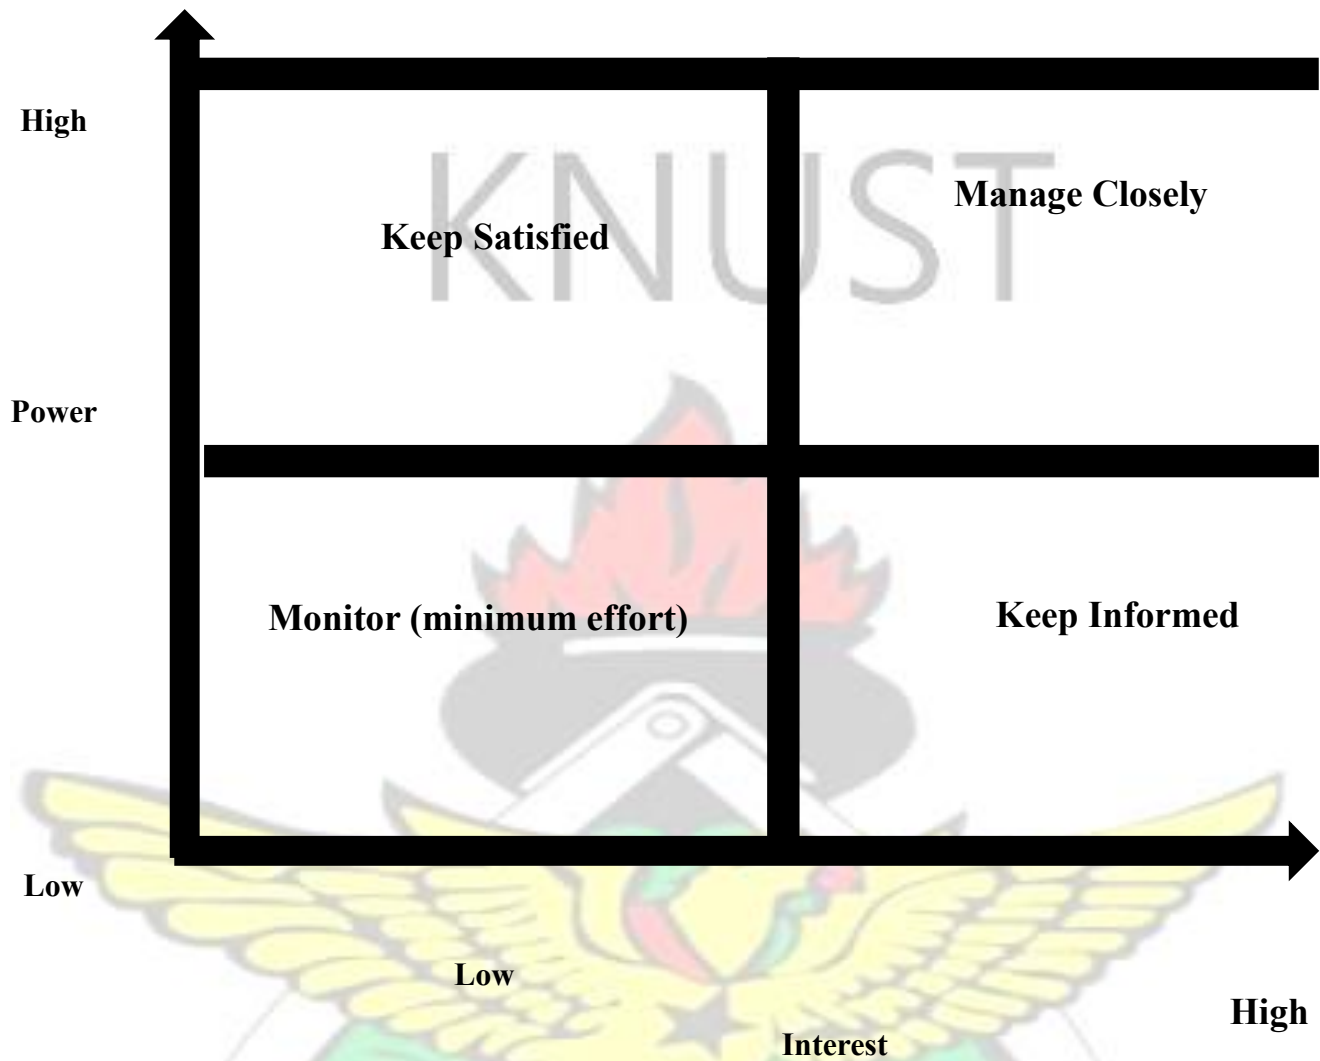 High
KNUST
Manage Closely
Keep Satisfied
Power
Monitor (minimum effort)
Keep Informed
Low
Low
High
Interest